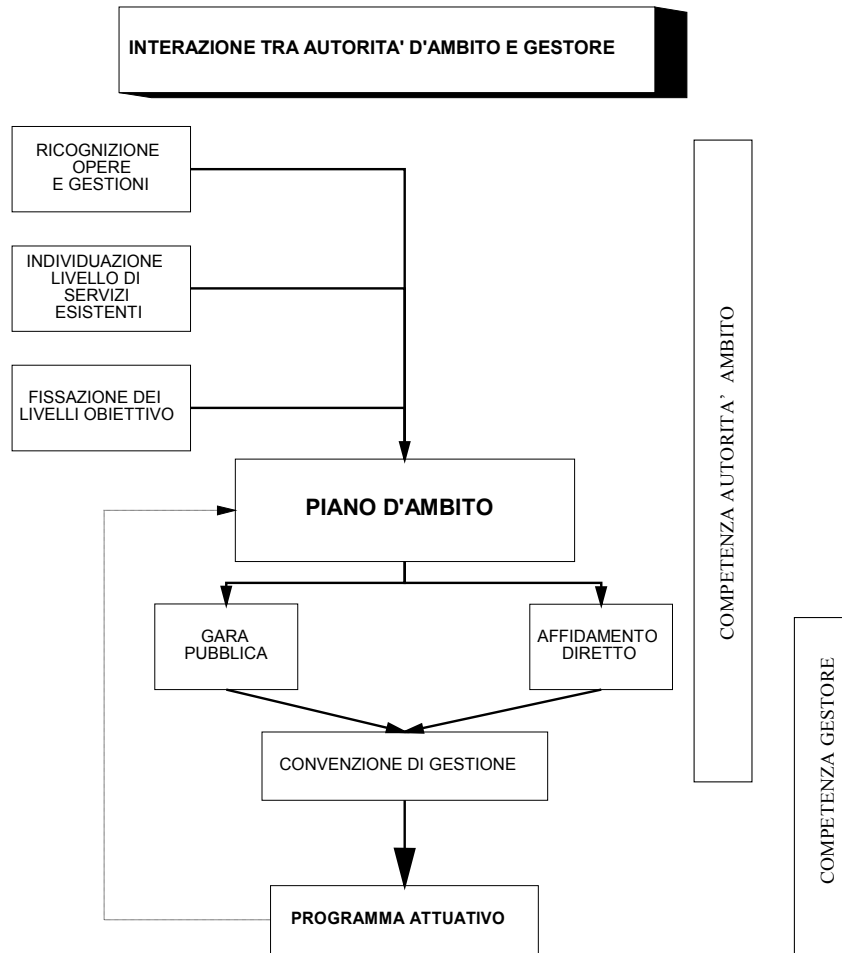 INTERAZIONE TRA AUTORITA' D'AMBITO E GESTORE
RICOGNIZIONE
OPERE
E GESTIONI
INDIVIDUAZIONE
LIVELLO DI
SERVIZI
ESISTENTI
FISSAZIONE DEI
LIVELLI OBIETTIVO
PIANO D'AMBITO
GARA
PUBBLICA
AFFIDAMENTO
DIRETTO
CONVENZIONE DI GESTIONE
PROGRAMMA ATTUATIVO
COMPETENZA AUTORITA’ AMBITO
COMPETENZA GESTORE